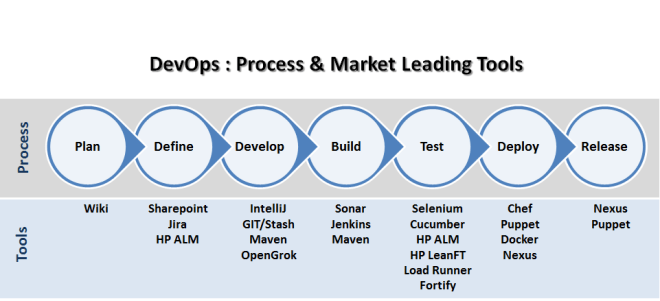 DevOps : Process & Market Leading Tools
Process
Plan
Define
Develop
Build
Test
Deploy
Release
Tools
Wiki
Sharepoint
Jira
HP ALM
IntelliJ
GIT/Stash
Maven
OpenGrok
Sonar
Jenkins
Maven
Selenium
Cucumber
HP ALM
HP LeanFT
Load Runner
Fortify
Chef
Puppet
Docker
Nexus
Nexus
Puppet